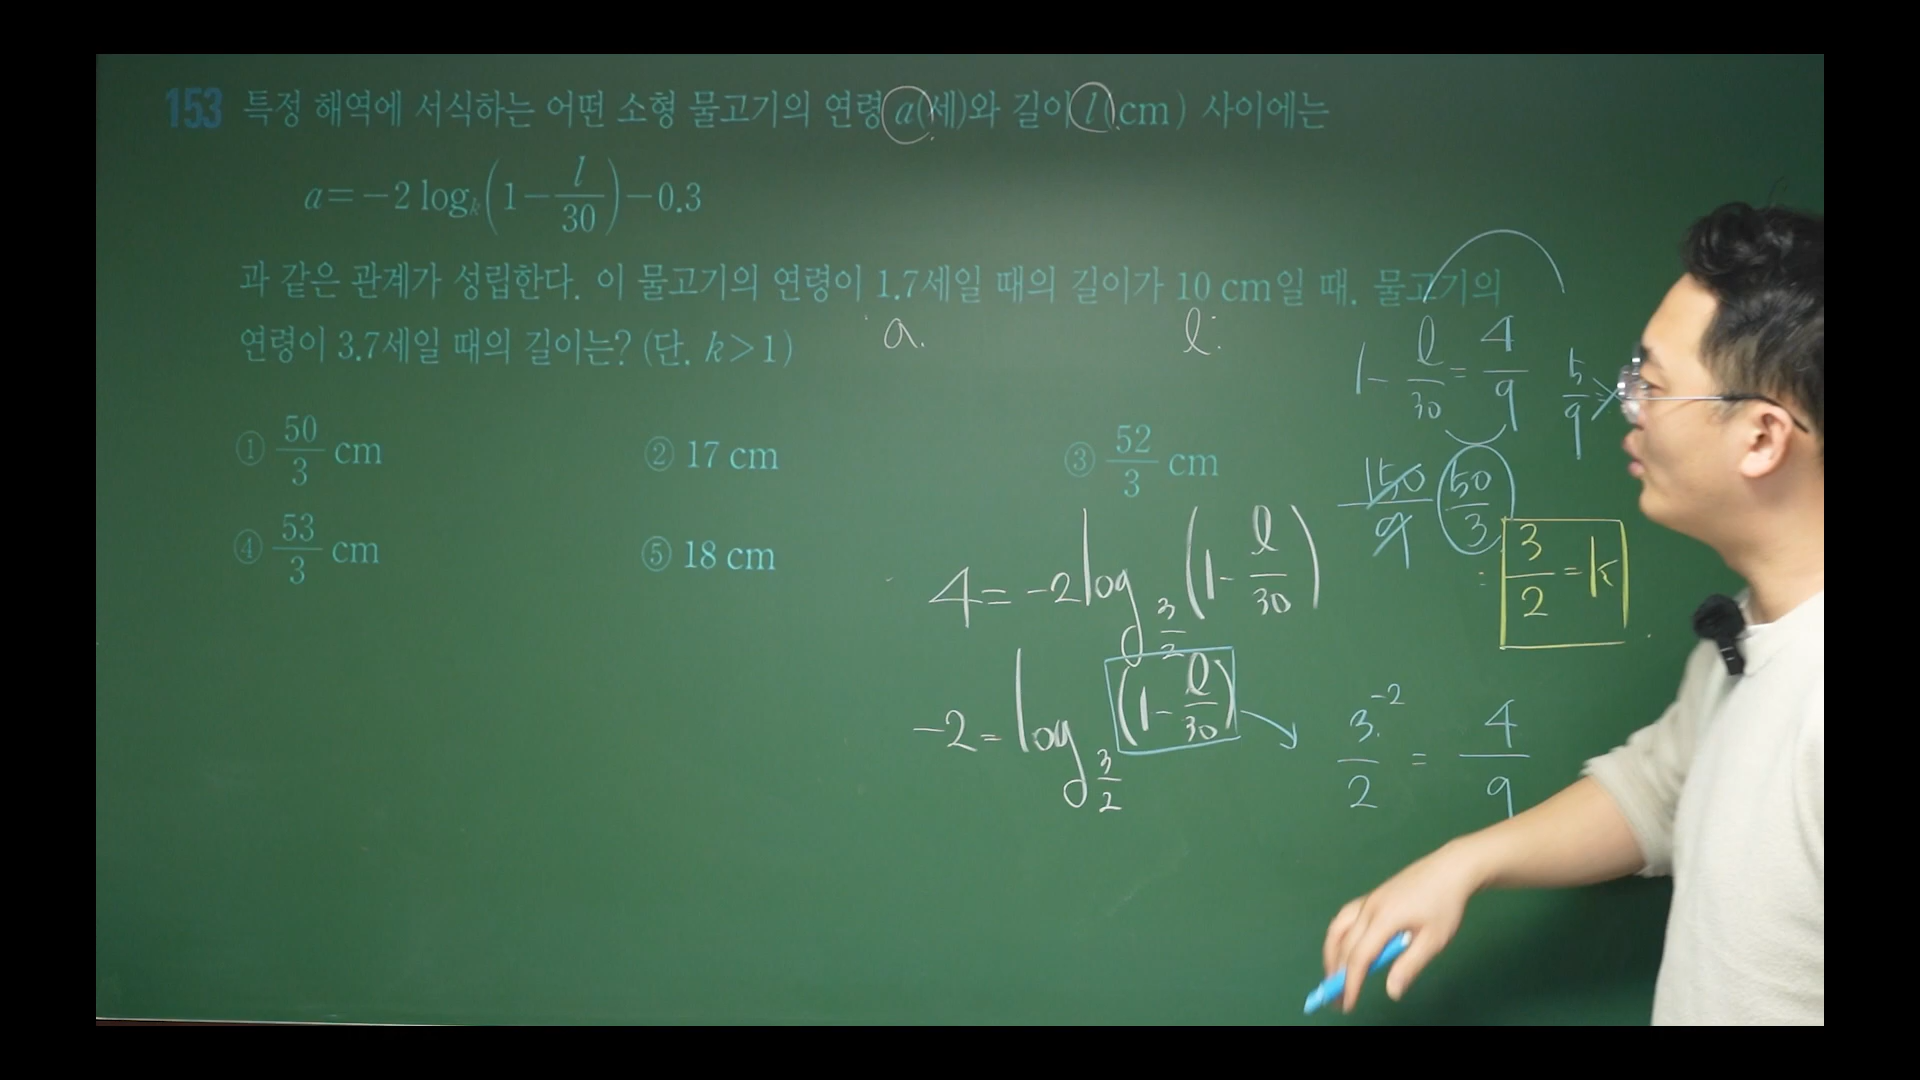 153 특정 해역에 서식하는 어떤 소형 물고기의 연령 a(세)와 길이 l(cm) 사이에는
a=-2 log_k(1-l/30)-0.3
과 같은 관계가 성립한다. 이 물고기의 연령이 1.7세일 때의 길이가 10 cm일 때, 물고기의
연령이 3.7세일 때의 길이는? (단, k>1)
a. l.
① 50/3 cm ② 17 cm ③ 52/3 cm
④ 53/3 cm ⑤ 18 cm
1-l/30=4/9 5/9
150/9 50/3
3/2=k
4=-2log_3/2(1-l/30)
-2=log_3/2(1-l/30)
3/2^-2=4/9